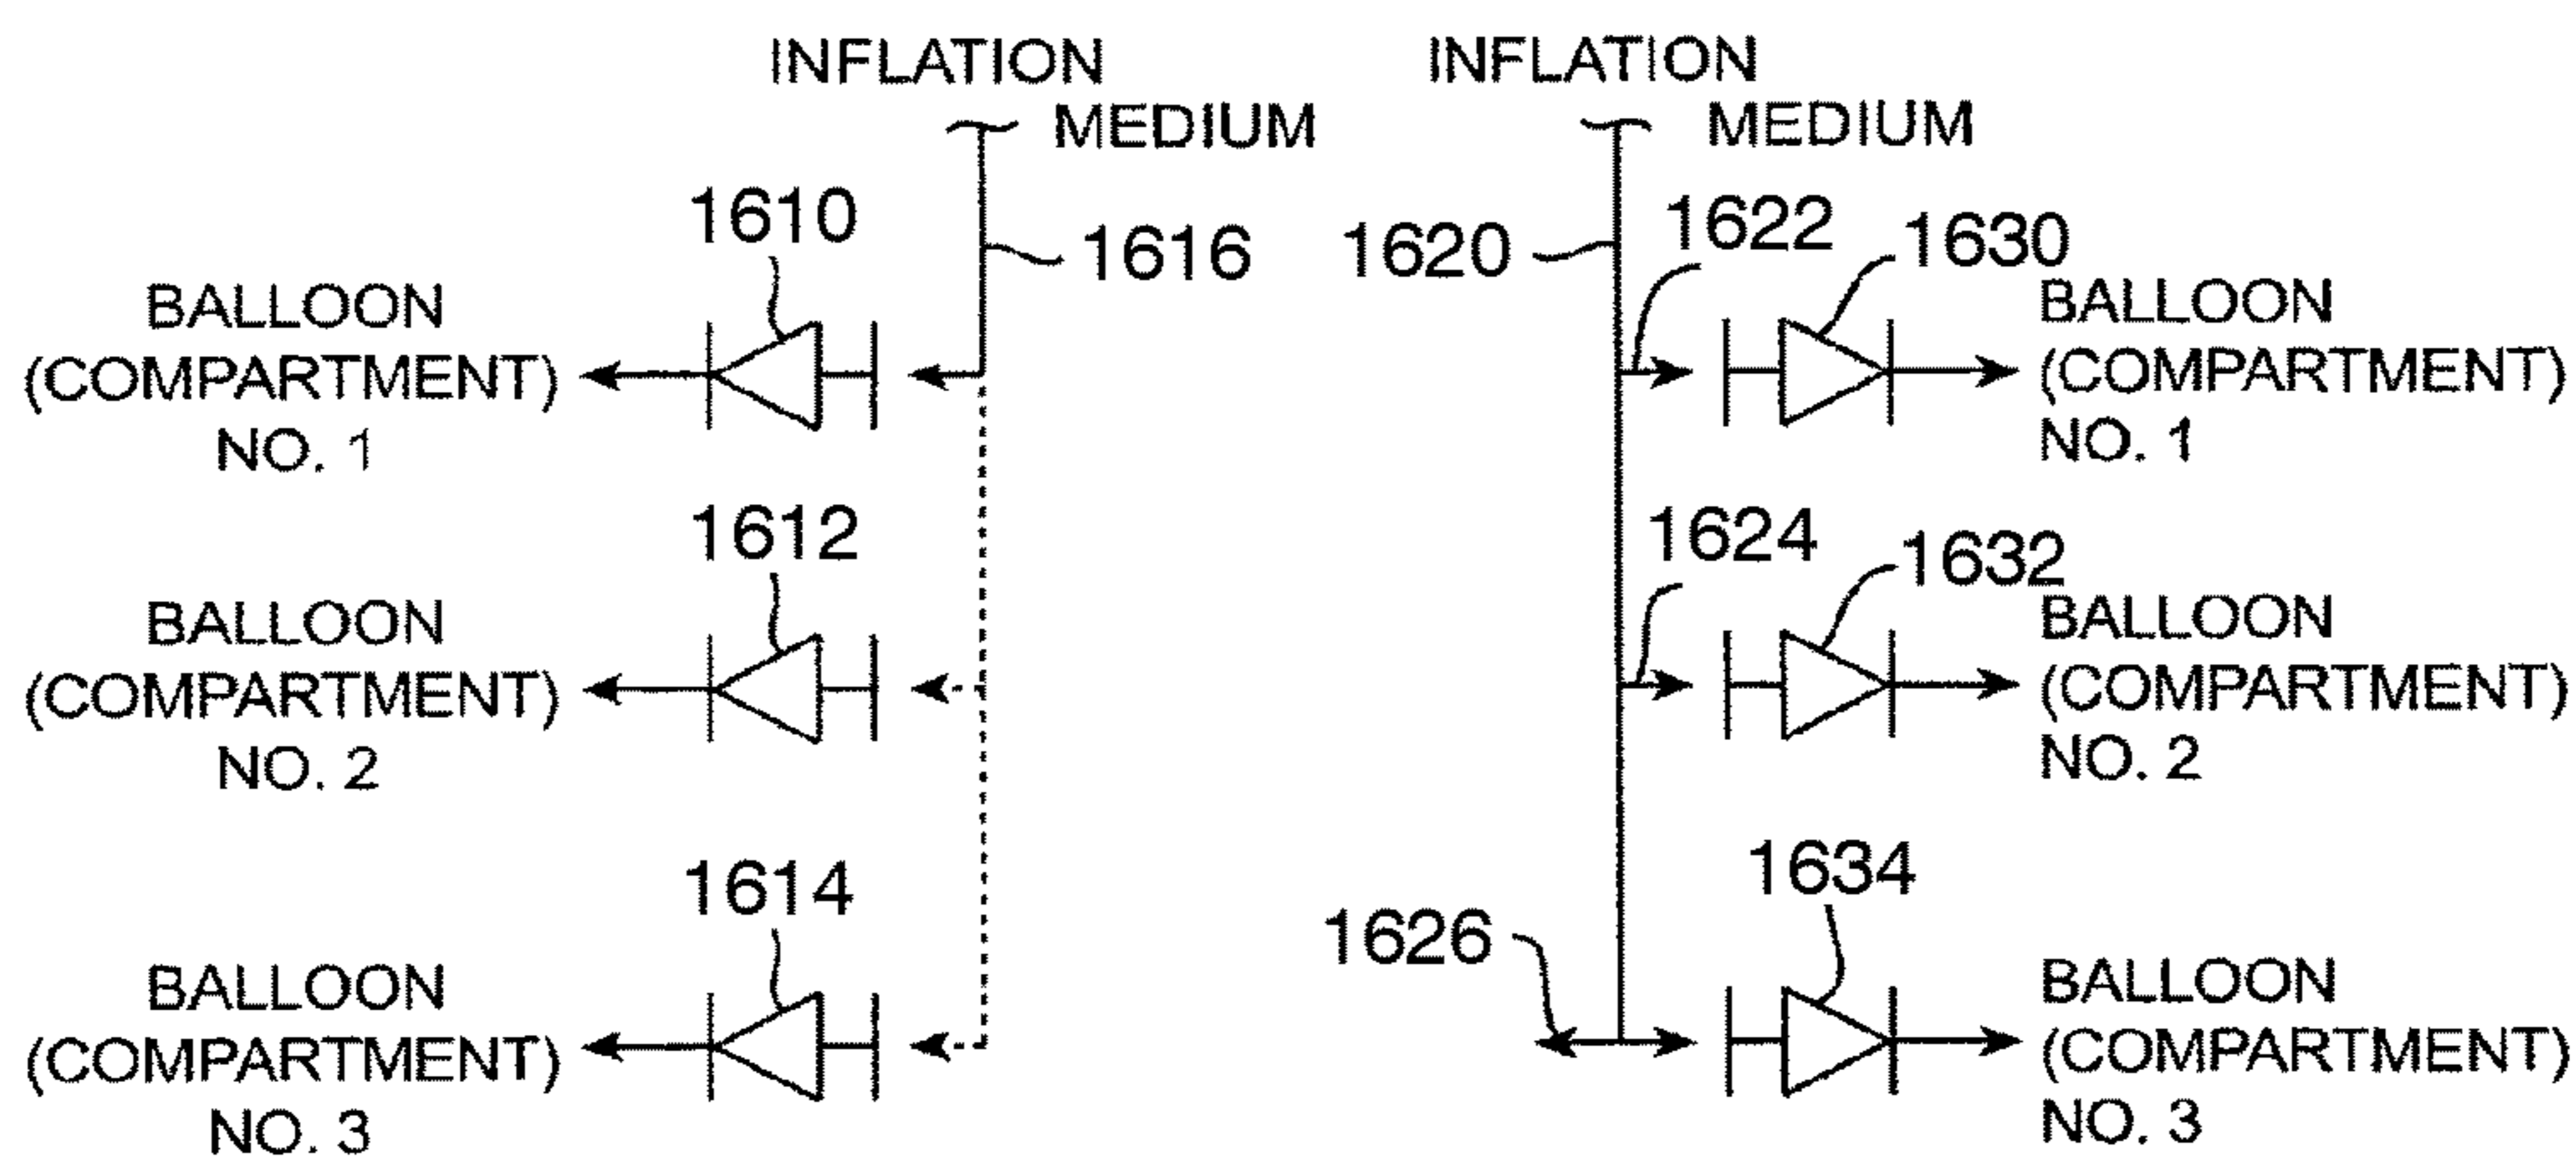 INFLATION
MEDIUM
1610
1616
BALLOON
(COMPARTMENT)
NO. 1
1612
BALLOON
(COMPARTMENT)
NO. 2
1614
BALLOON
(COMPARTMENT)
NO. 3
INFLATION
MEDIUM
1620
1622
1630
BALLOON
(COMPARTMENT)
NO. 1
1624
1632
BALLOON
(COMPARTMENT)
NO. 2
1626
1634
BALLOON
(COMPARTMENT)
NO. 3